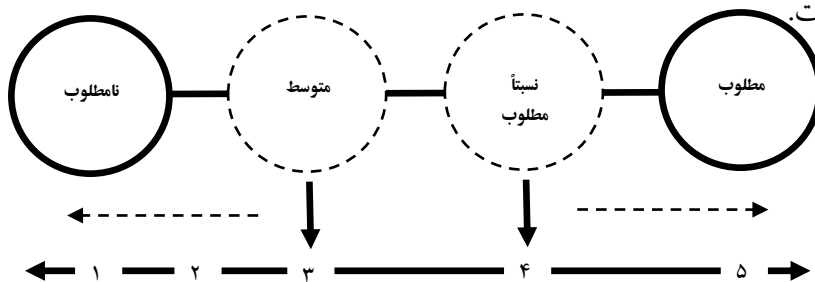 ت.
مطلوب
نسبتاً
مطلوب
متوسط
نامطلوب
۱ ۲ ۳ ۴ ۵